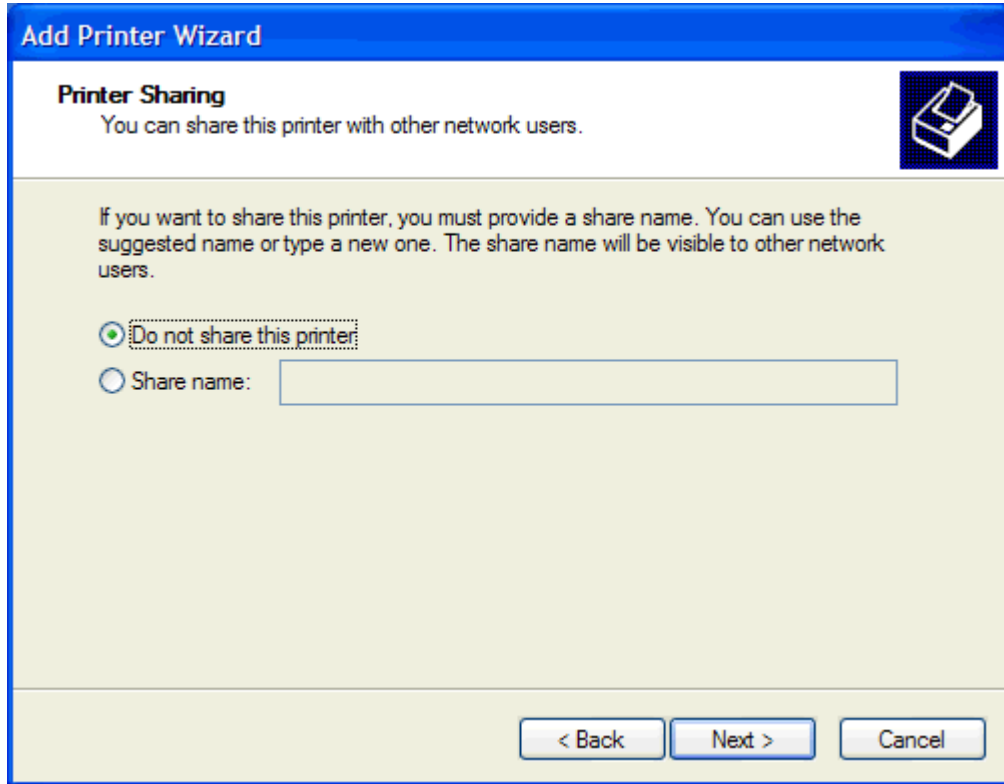 Add Printer Wizard
Printer Sharing
You can share this printer with other network users.
If you want to share this printer, you must provide a share name. You can use the
suggested name or type a new one. The share name will be visible to other network
users.
Do not share this printer
Share name:
< Back Next > Cancel